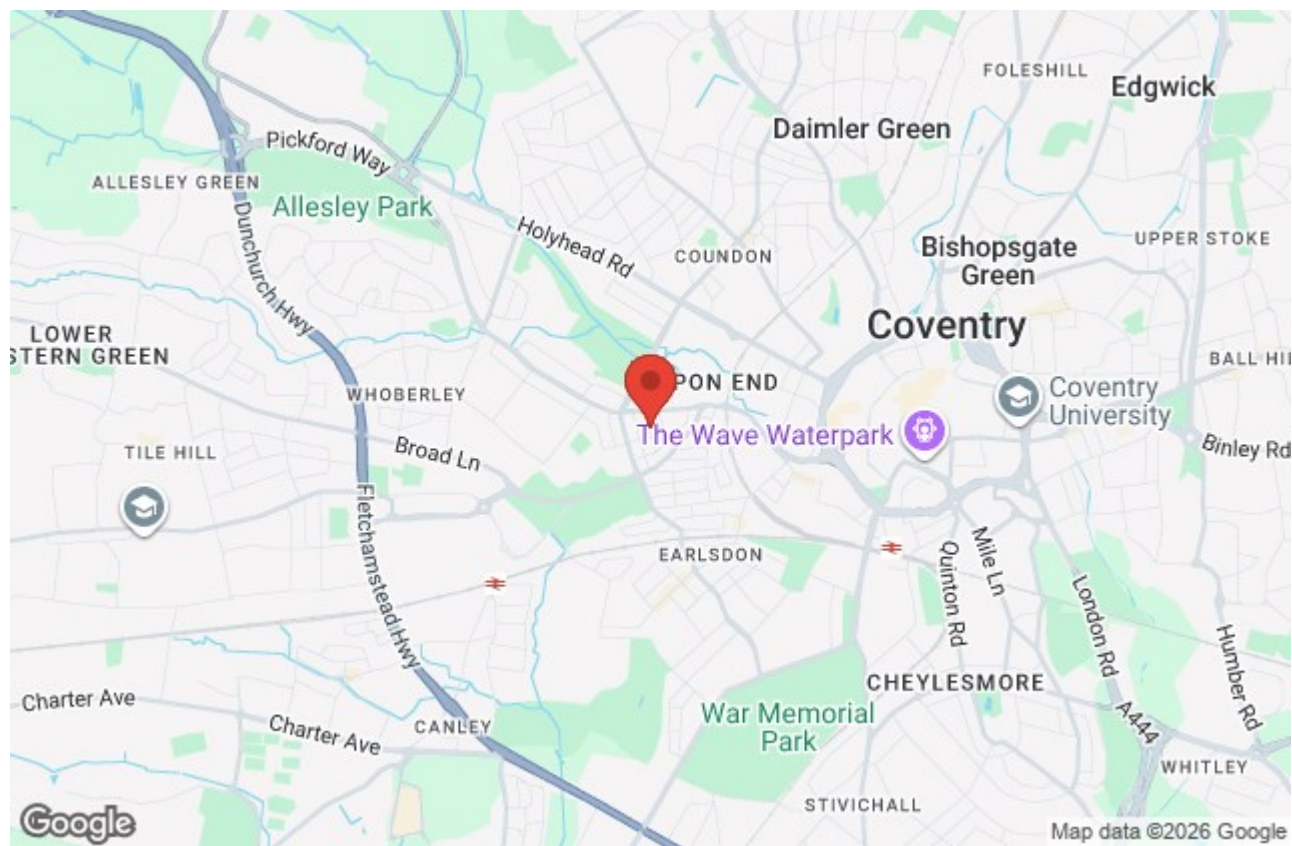 FOLESHILL
Edgwick
Daimler Green
Pickford Way
ALLESLEY GREEN
Allesley Park
Dunchurch Hwy
Holyhead Rd
COUNDON
Bishopsgate
Green
UPPER STOKE
LOWER
STERN GREEN
Coventry
BALL HIL
WHOBERLEY
PON END
Coventry
University
The Wave Waterpark
Binley Rd
Broad Ln
TILE HILL
Fletchamstead Hwy
EARLSDON
Mile Ln
Quinton Rd
London Rd
Humber Rd
CHEYLESMORE
Charter Ave
Charter Ave
CANLEY
War Memorial
Park
A444
WHITLEY
STIVICHALL
Google
Map data ©2026 Google